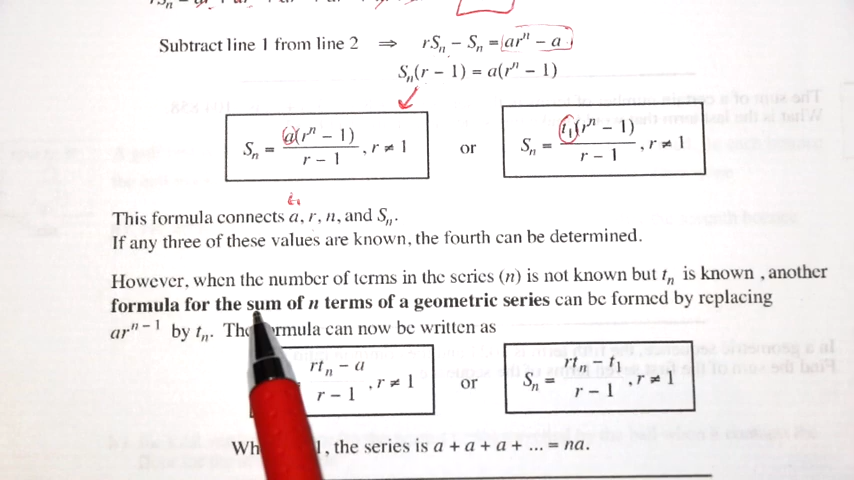 Subtract line 1 from line 2 ⇒ rSₙ − Sₙ = arⁿ − a
Sₙ(r − 1) = a(rⁿ − 1)
Sₙ = a(rⁿ − 1) / r − 1 , r ≠ 1 or Sₙ = t₁(rⁿ − 1) / r − 1 , r ≠ 1
t₁
This formula connects a, r, n, and Sₙ.
If any three of these values are known, the fourth can be determined.
However, when the number of terms in the series (n) is not known but tₙ is known , another
formula for the sum of n terms of a geometric series can be formed by replacing
arⁿ⁻¹ by tₙ. The ormula can now be written as
rtₙ − a / r − 1 , r ≠ 1 or Sₙ = rtₙ − t₁ / r − 1 , r ≠ 1
Wh 1, the series is a + a + a + ... = na.